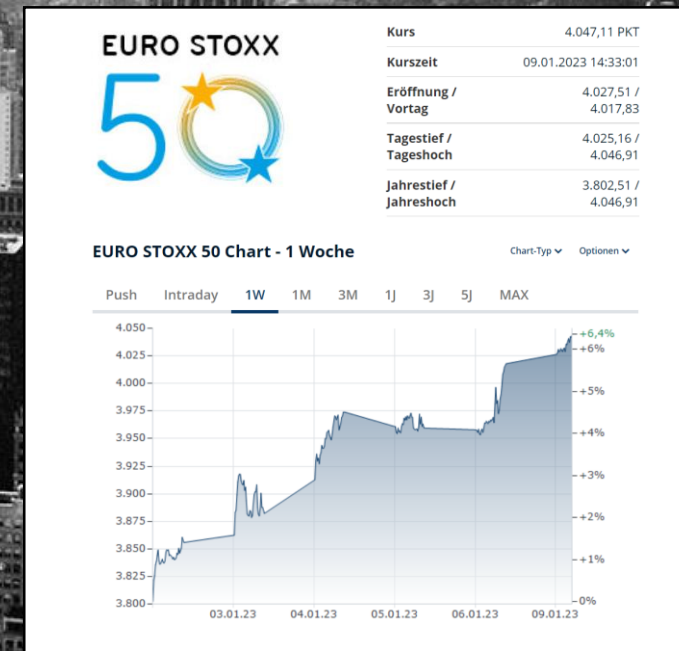 EURO STOXX
50
Kurs 4.047,11 PKT
Kurszeit 09.01.2023 14:33:01
Eröffnung / 4.027,51 /
Vortag 4.017,83
Tagestief / 4.025,16 /
Tageshoch 4.046,91
Jahrestief / 3.802,51 /
Jahreshoch 4.046,91
EURO STOXX 50 Chart - 1 Woche Chart-Typ Optionen
Push Intraday 1W 1M 3M 1J 3J 5J MAX
4.050
+6,4%
4.025 +6%
4.000
+5%
3.975
3.950 +4%
3.925
+3%
3.900
3.875 +2%
3.850
+1%
3.825
3.800 0%
03.01.23 04.01.23 05.01.23 06.01.23 09.01.23